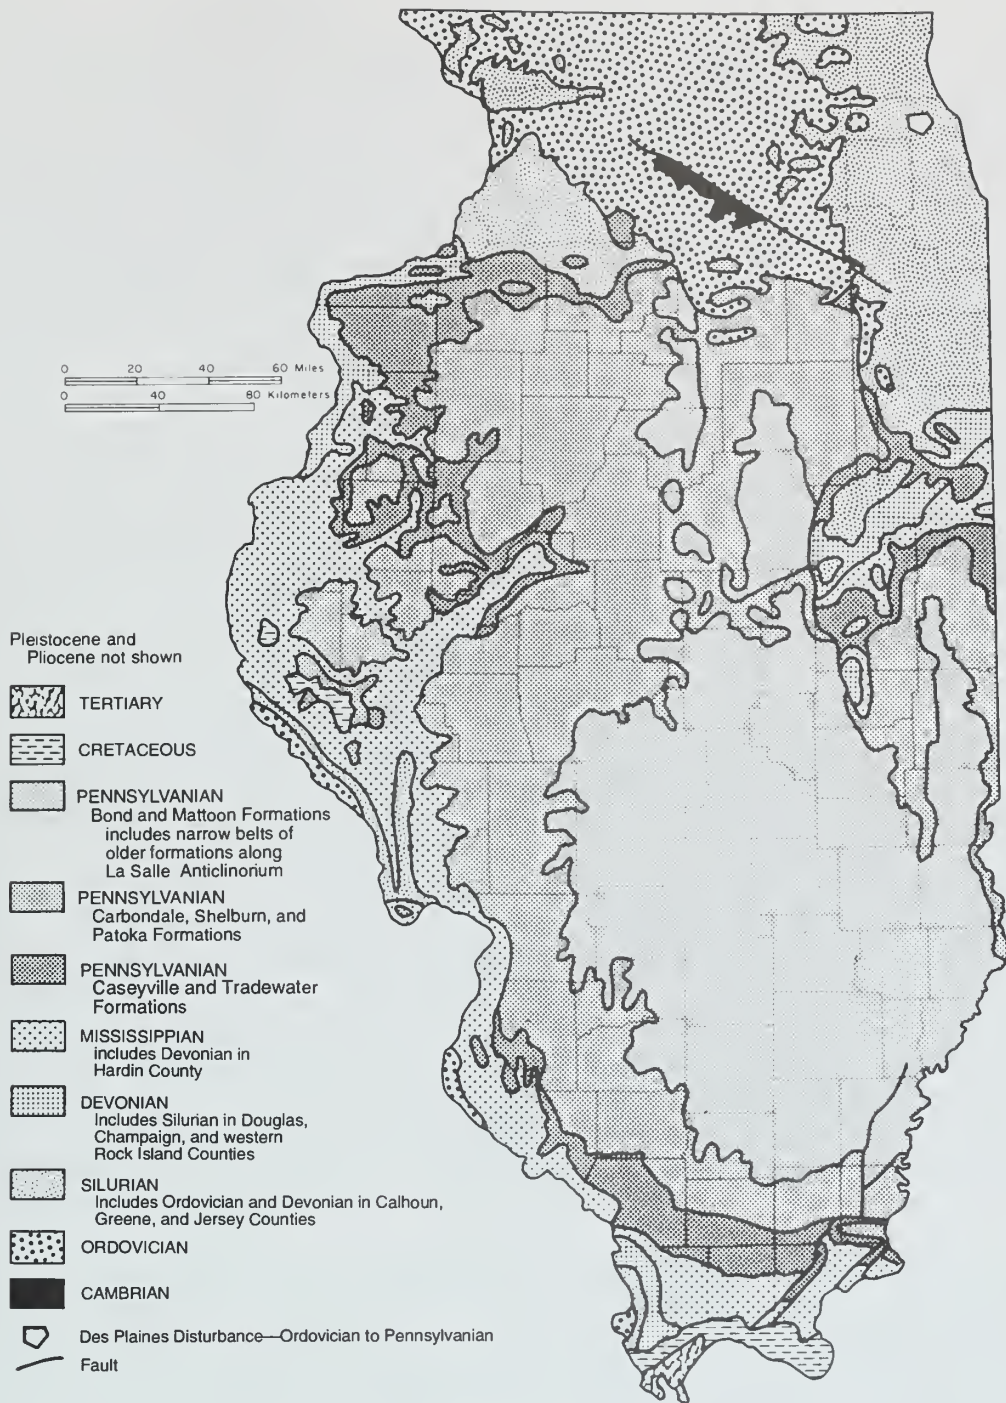 0 20 40 60 Miles
0 40 80 Kilometers
Pleistocene and
Pliocene not shown
TERTIARY
CRETACEOUS
PENNSYLVANIAN
Bond and Mattoon Formations
includes narrow belts of
older formations along
La Salle Anticlinorium
PENNSYLVANIAN
Carbondale, Shelburn, and
Patoka Formations
PENNSYLVANIAN
Caseyville and Tradewater
Formations
MISSISSIPPIAN
includes Devonian in
Hardin County
DEVONIAN
Includes Silurian in Douglas,
Champaign, and western
Rock Island Counties
SILURIAN
Includes Ordovician and Devonian in Calhoun,
Greene, and Jersey Counties
ORDOVICIAN
CAMBRIAN
Des Plaines Disturbance—Ordovician to Pennsylvanian
Fault